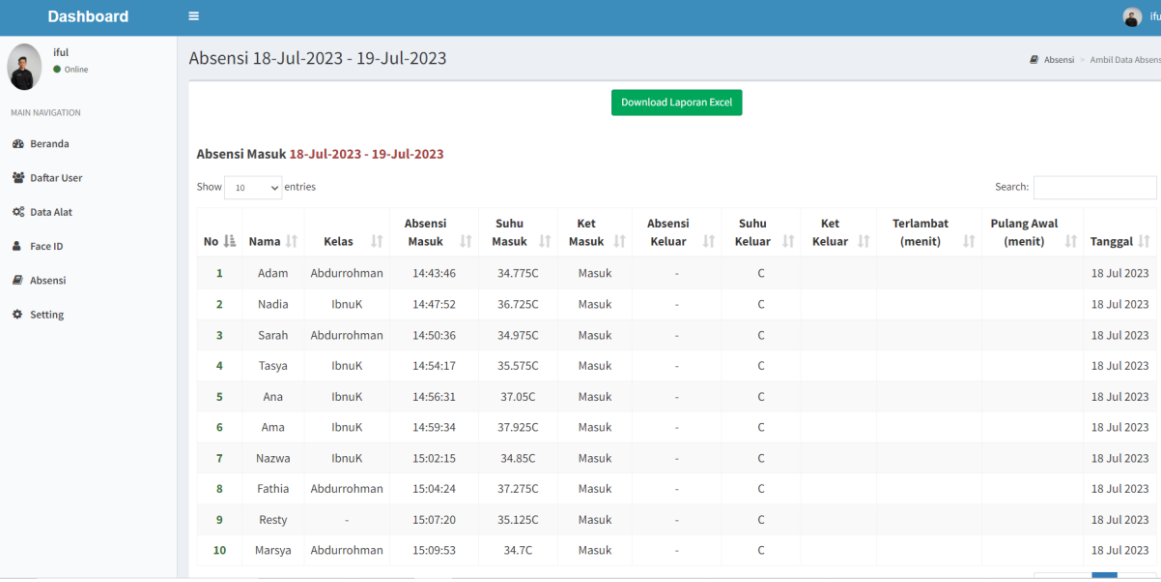 Dashboard
iful
iful
Online
MAIN NAVIGATION
Beranda
Daftar User
Data Alat
Face ID
Absensi
Setting
Absensi 18-Jul-2023 - 19-Jul-2023
Absensi > Ambil Data Absens
Download Laporan Excel
Absensi Masuk 18-Jul-2023 - 19-Jul-2023
Show 10 entries
Search:
No Nama Kelas Absensi Masuk Suhu Masuk Ket Masuk Absensi Keluar Suhu Keluar Ket Keluar Terlambat (menit) Pulang Awal (menit) Tanggal
1 Adam Abdurrohman 14:43:46 34.775C Masuk - C 18 Jul 2023
2 Nadia IbnuK 14:47:52 36.725C Masuk - C 18 Jul 2023
3 Sarah Abdurrohman 14:50:36 34.975C Masuk - C 18 Jul 2023
4 Tasya IbnuK 14:54:17 35.575C Masuk - C 18 Jul 2023
5 Ana IbnuK 14:56:31 37.05C Masuk - C 18 Jul 2023
6 Ama IbnuK 14:59:34 37.925C Masuk - C 18 Jul 2023
7 Nazwa IbnuK 15:02:15 34.85C Masuk - C 18 Jul 2023
8 Fathia Abdurrohman 15:04:24 37.275C Masuk - C 18 Jul 2023
9 Resty - 15:07:20 35.125C Masuk - C 18 Jul 2023
10 Marsya Abdurrohman 15:09:53 34.7C Masuk - C 18 Jul 2023